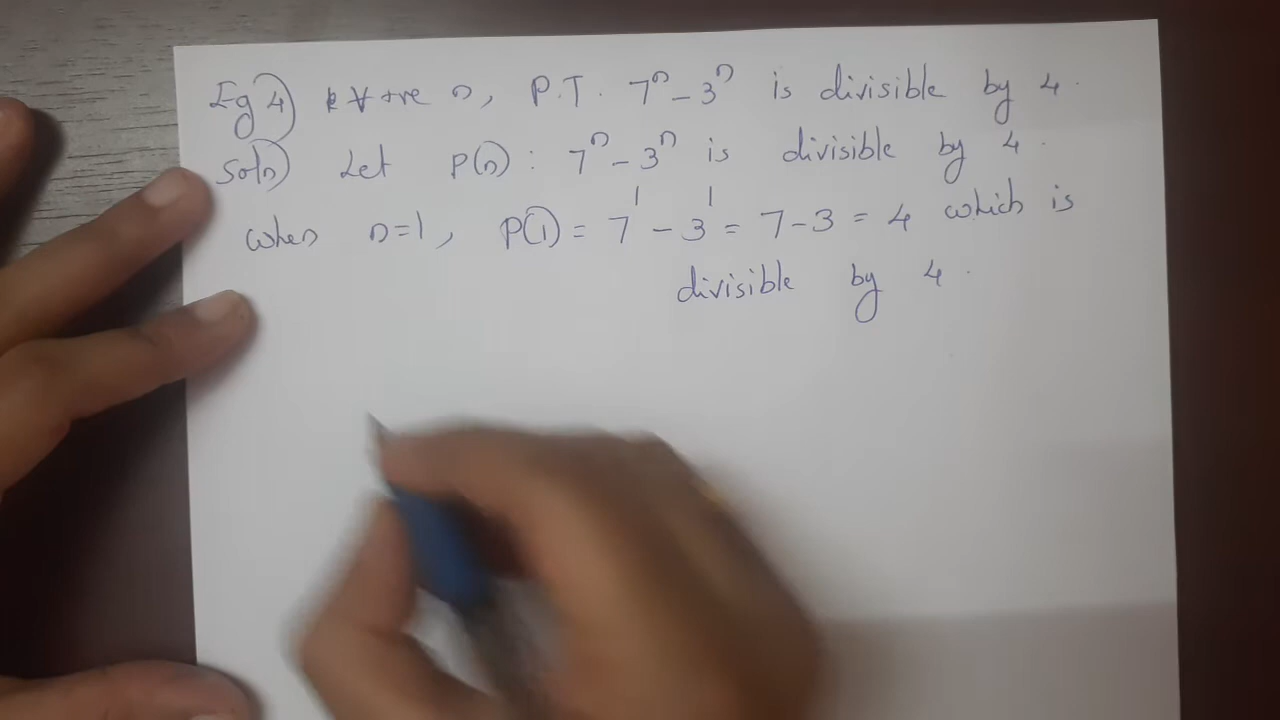 Eg 4) ∀ +ve n, P.T. 7ⁿ - 3ⁿ is divisible by 4.
Soln) Let P(n) : 7ⁿ - 3ⁿ is divisible by 4.
when n=1, P(1) = 7¹ - 3¹ = 7-3 = 4 which is
divisible by 4.